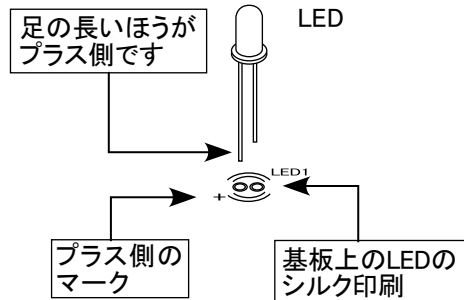 足の長いほうが
プラス側です
LED
LED1
+
プラス側の
マーク
基板上のLEDの
シルク印刷